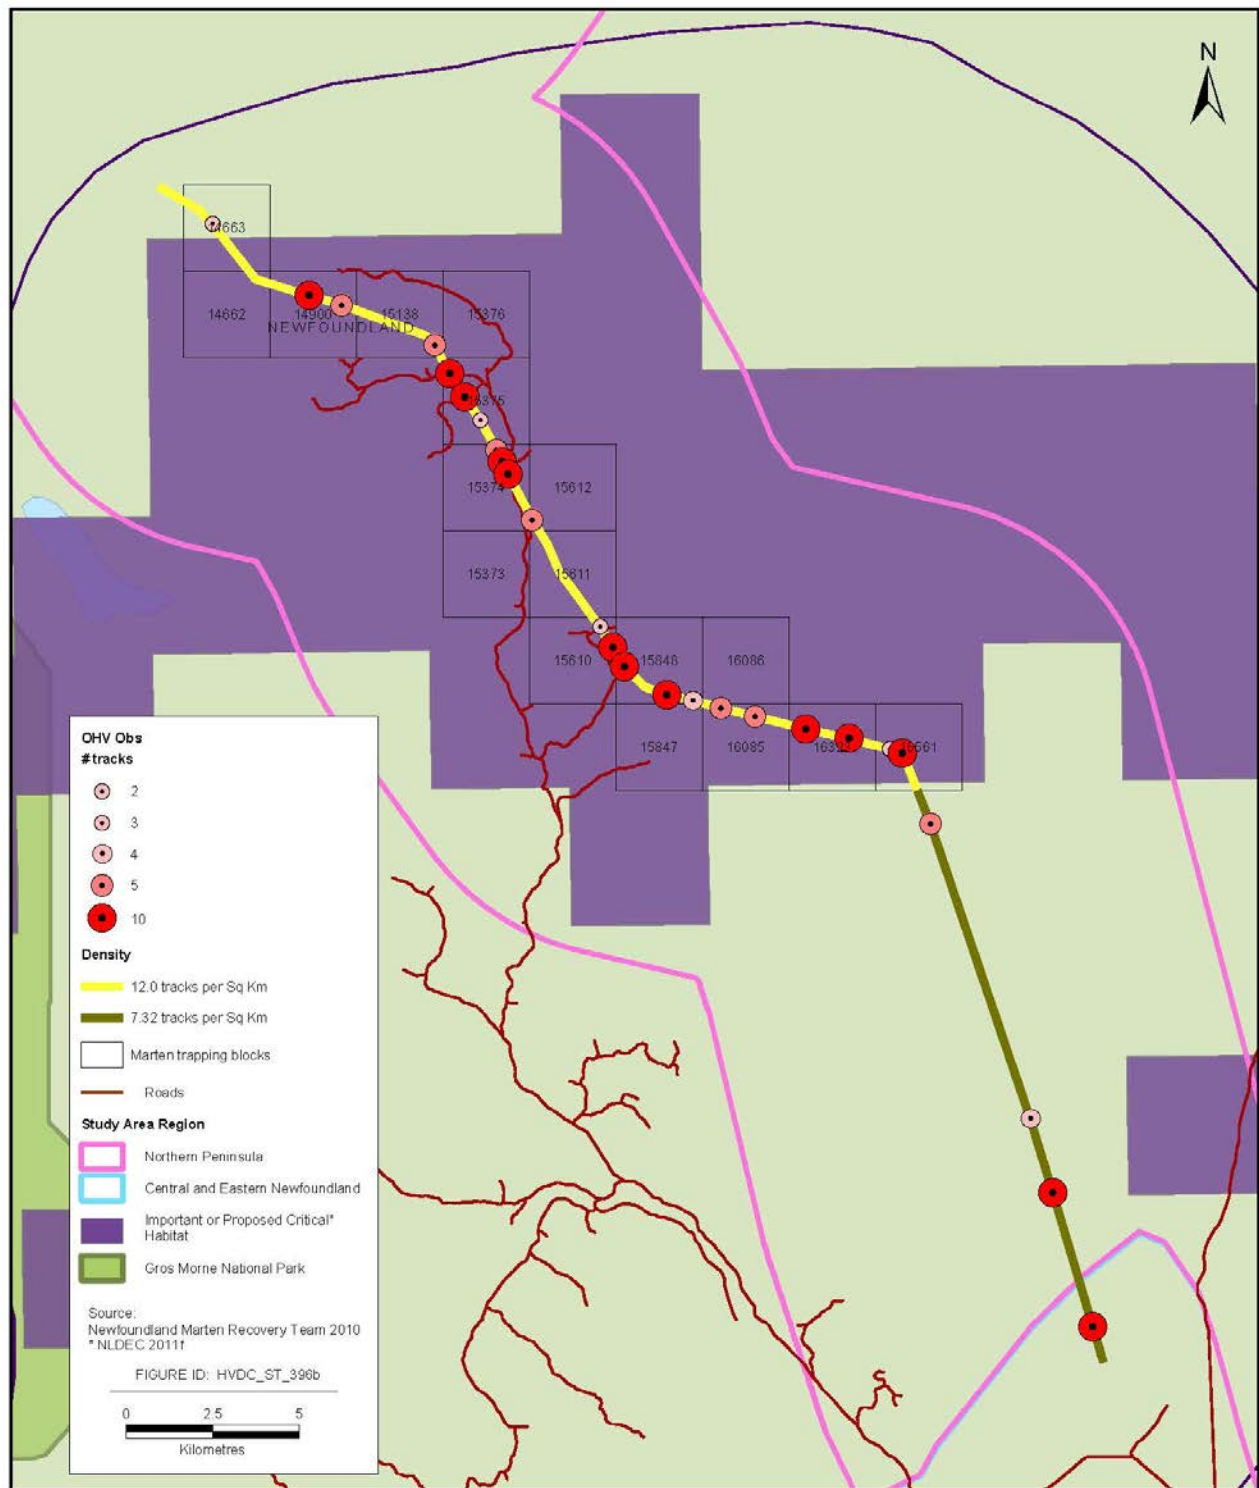 N
14663
14662
14900
15138
15376
NEWFOUNDLAND
15375
15374
15612
15373
15611
15610
15848
16086
15847
16085
16561
OHV Obs
# tracks
2
3
4
5
10
Density
12.0 tracks per Sq Km
7.32 tracks per Sq Km
Marten trapping blocks
Roads
Study Area Region
Northern Peninsula
Central and Eastern Newfoundland
Important or Proposed Critical*
Habitat
Gros Morne National Park
Source:
Newfoundland Marten Recovery Team 2010
* NLDEC 2011f
FIGURE ID: HVDC_ST_396b
0 2.5 5
Kilometres